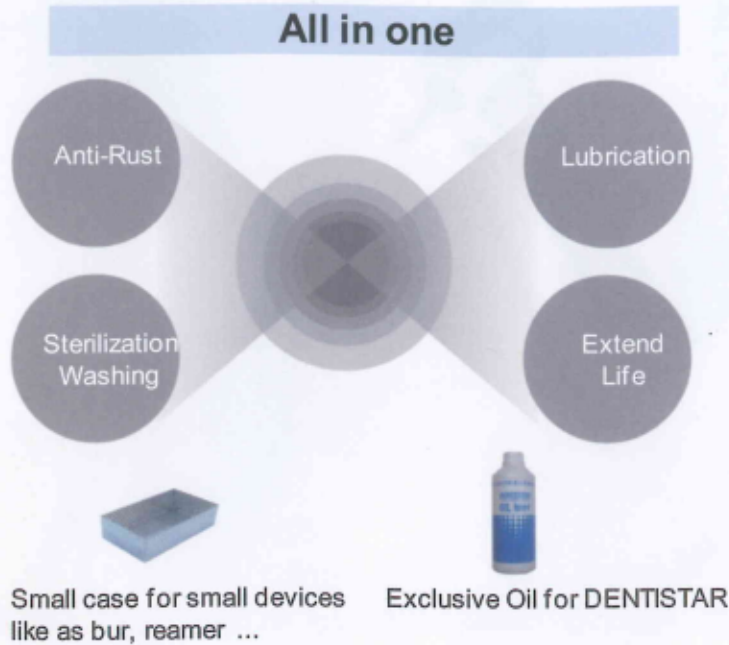 All in one
Anti-Rust
Lubrication
Sterilization
Washing
Extend
Life
Small case for small devices
like as bur, reamer ...
Exclusive Oil for DENTISTAR